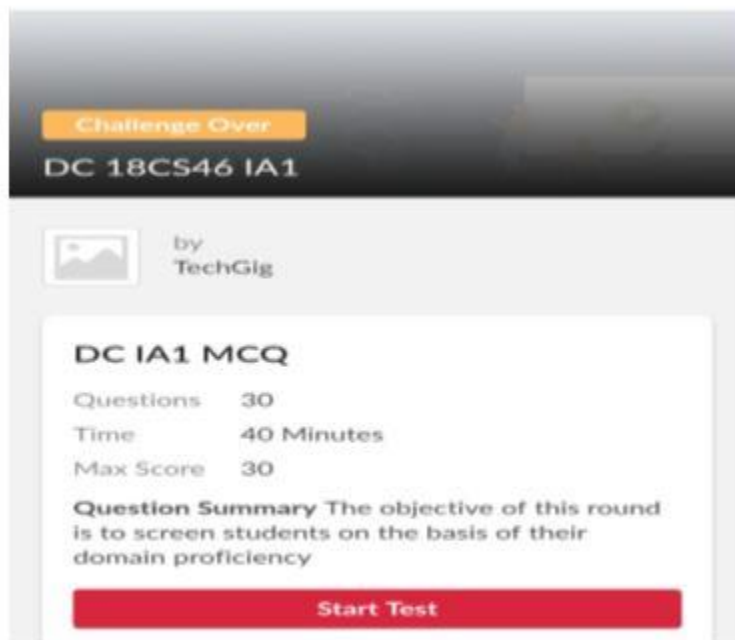 Challenge Over
DC 18CS46 IA1
by
TechGig
DC IA1 MCQ
Questions 30
Time 40 Minutes
Max Score 30
Question Summary The objective of this round
is to screen students on the basis of their
domain proficiency
Start Test